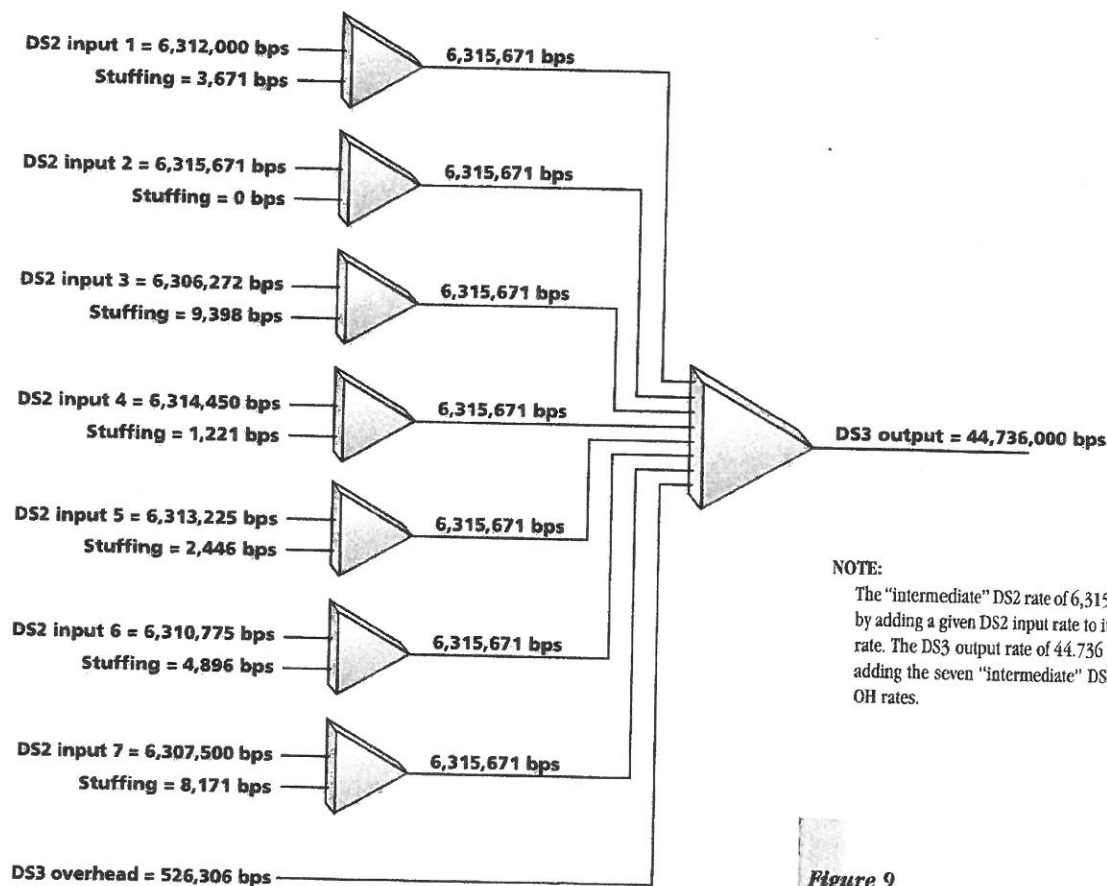 DS2 input 1 = 6,312,000 bps
Stuffing = 3,671 bps
6,315,671 bps
DS2 input 2 = 6,315,671 bps
Stuffing = 0 bps
6,315,671 bps
DS2 input 3 = 6,306,272 bps
Stuffing = 9,398 bps
6,315,671 bps
DS2 input 4 = 6,314,450 bps
Stuffing = 1,221 bps
6,315,671 bps
DS3 output = 44,736,000 bps
DS2 input 5 = 6,313,225 bps
Stuffing = 2,446 bps
6,315,671 bps
DS2 input 6 = 6,310,775 bps
Stuffing = 4,896 bps
6,315,671 bps
DS2 input 7 = 6,307,500 bps
Stuffing = 8,171 bps
6,315,671 bps
DS3 overhead = 526,306 bps
NOTE:
The "intermediate" DS2 rate of 6,315
by adding a given DS2 input rate to i
rate. The DS3 output rate of 44.736
adding the seven "intermediate" DS
OH rates.
Figure 9